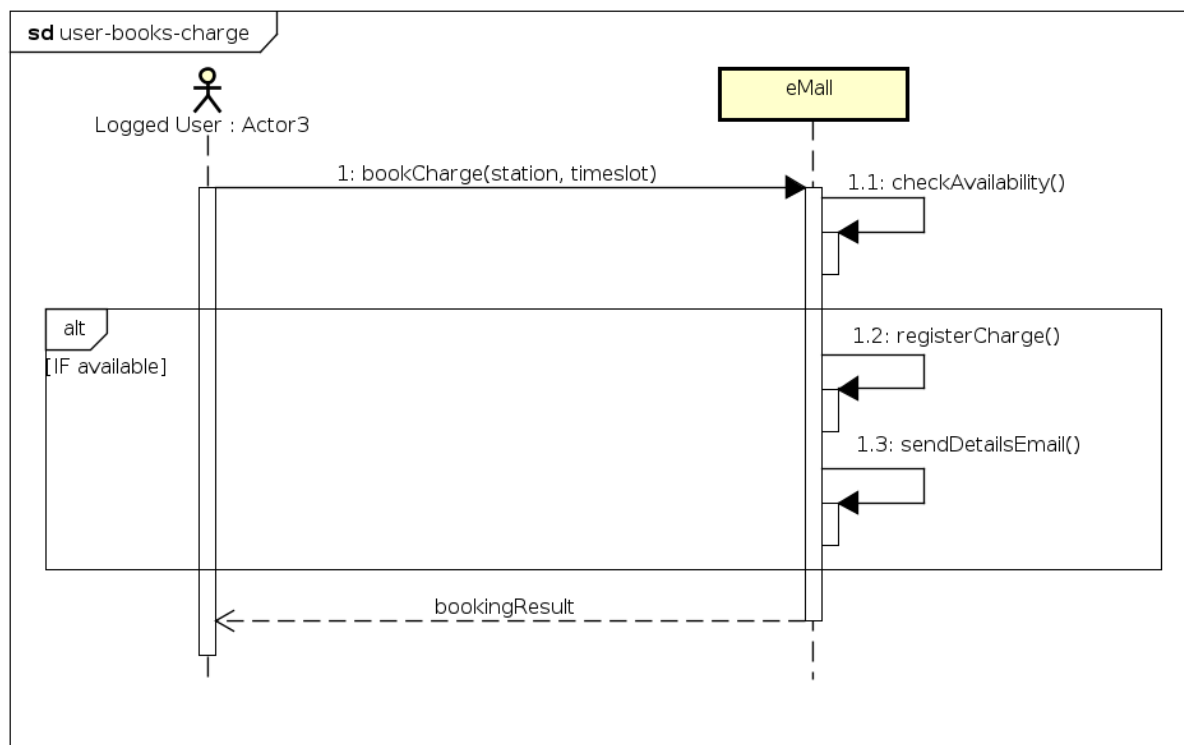 sd user-books-charge
Logged User : Actor3
eMall
1: bookCharge(station, timeslot)
1.1: checkAvailability()
alt
[IF available]
1.2: registerCharge()
1.3: sendDetailsEmail()
bookingResult